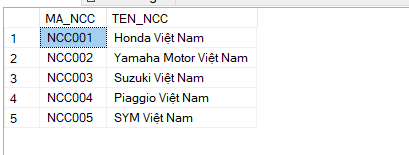 MA_NCC TEN_NCC
1 NCC001 Honda Việt Nam
2 NCC002 Yamaha Motor Việt Nam
3 NCC003 Suzuki Việt Nam
4 NCC004 Piaggio Việt Nam
5 NCC005 SYM Việt Nam